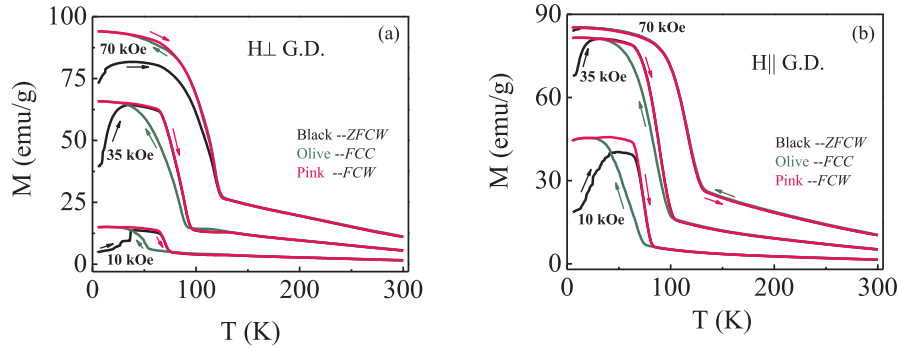 (a)
H⊥ G.D.
70 kOe
35 kOe
10 kOe
Black --ZFCW
Olive --FCC
Pink --FCW
M (emu/g)
100
75
50
25
0
0 100 200 300
T (K)
(b)
H|| G.D.
70 kOe
35 kOe
10 kOe
Black --ZFCW
Olive --FCC
Pink --FCW
M (emu/g)
90
60
30
0
0 100 200 300
T (K)